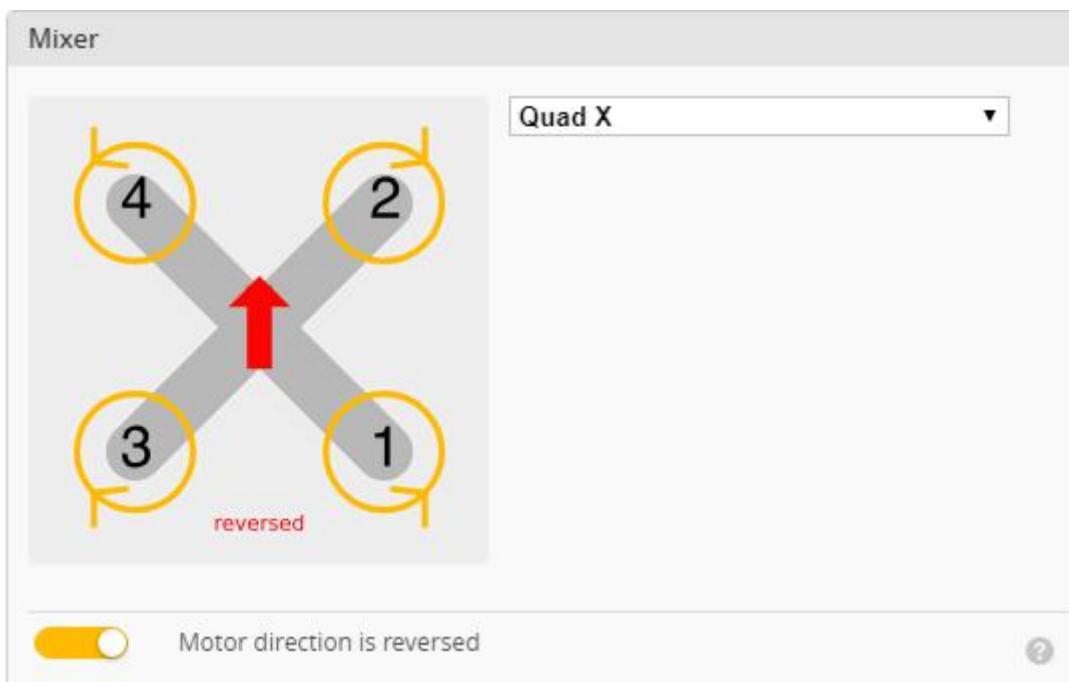 Mixer
Quad X
4 2
3 1
reversed
Motor direction is reversed
?